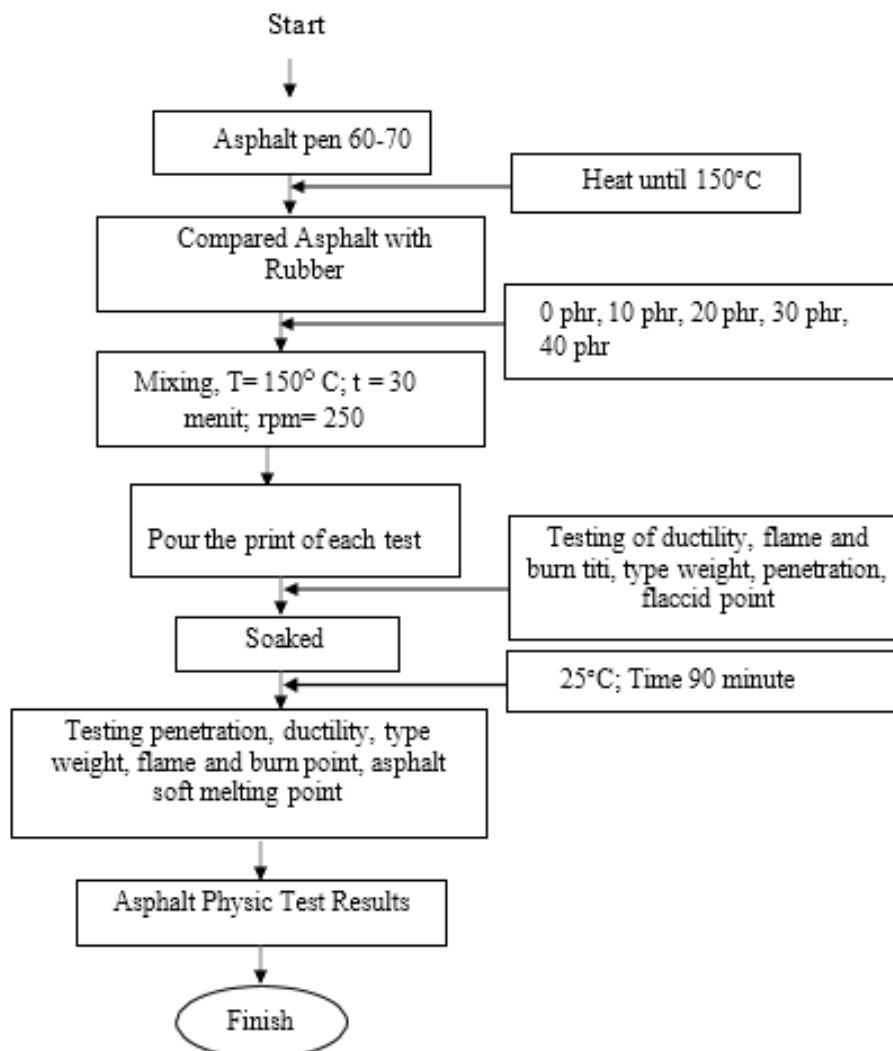 Start
Asphalt pen 60-70
Heat until 150°C
Compared Asphalt with
Rubber
0 phr, 10 phr, 20 phr, 30 phr,
40 phr
Mixing, T= 150° C; t = 30
menit; rpm= 250
Pour the print of each test
Testing of ductility, flame and
burn titi, type weight, penetration,
flaccid point
Soaked
25°C; Time 90 minute
Testing penetration, ductility, type
weight, flame and burn point, asphalt
soft melting point
Asphalt Physic Test Results
Finish